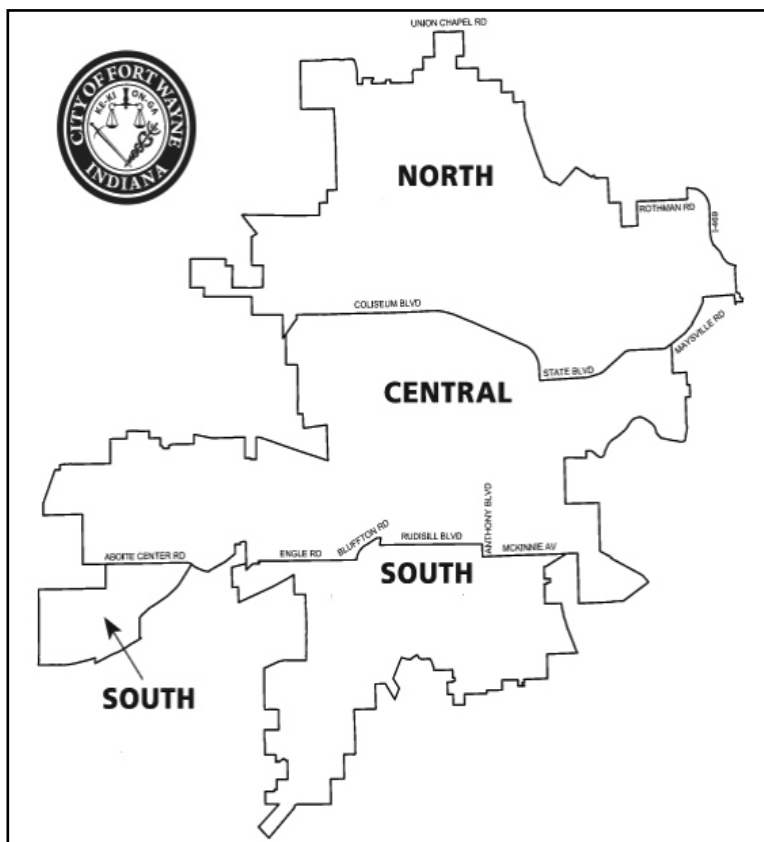 UNION CHAPEL RD
CITY OF FORT WAYNE
KE-KI ON-GA
INDIANA
NORTH
ROTHMAN RD
I-469
COLISEUM BLVD
MAYSVILLE RD
STATE BLVD
CENTRAL
ANTHONY BLVD
BLUFFTON RD
RUDISILL BLVD
ABOITE CENTER RD
ENGLE RD
MCKINNIE AV
SOUTH
SOUTH